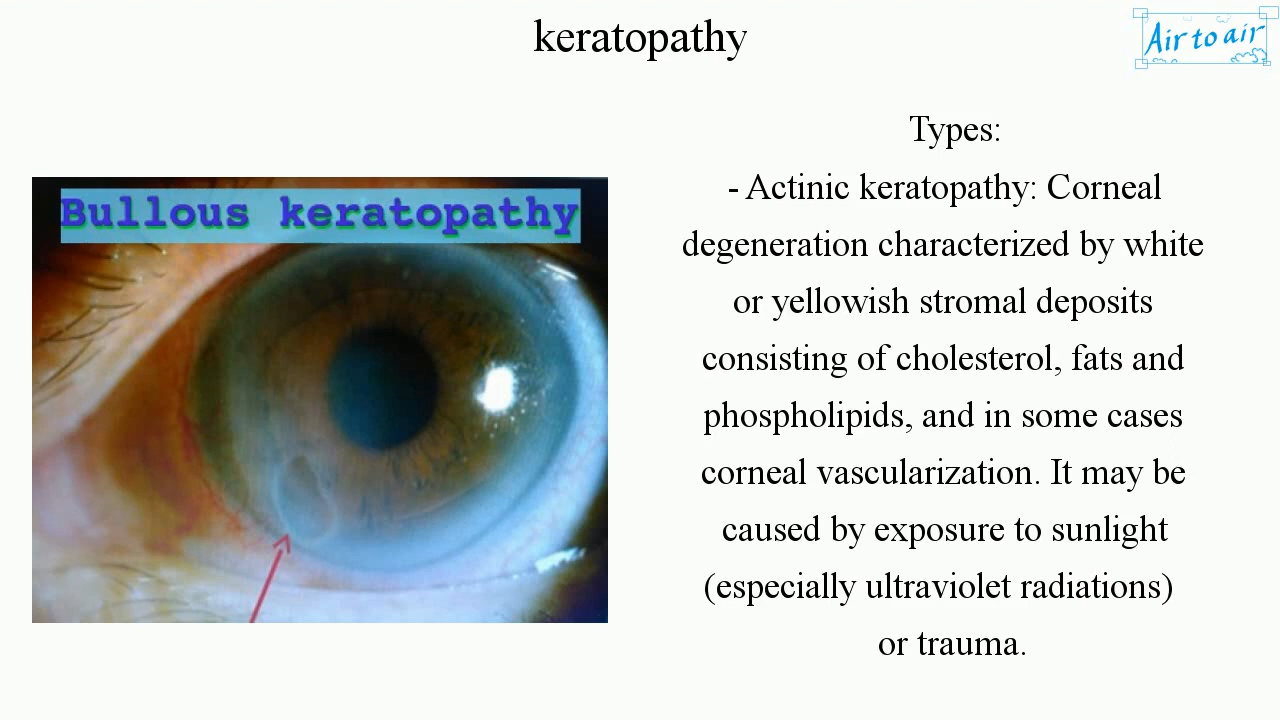 keratopathy
Air to air
Bullous keratopathy
Types:
- Actinic keratopathy: Corneal
degeneration characterized by white
or yellowish stromal deposits
consisting of cholesterol, fats and
phospholipids, and in some cases
corneal vascularization. It may be
caused by exposure to sunlight
(especially ultraviolet radiations)
or trauma.